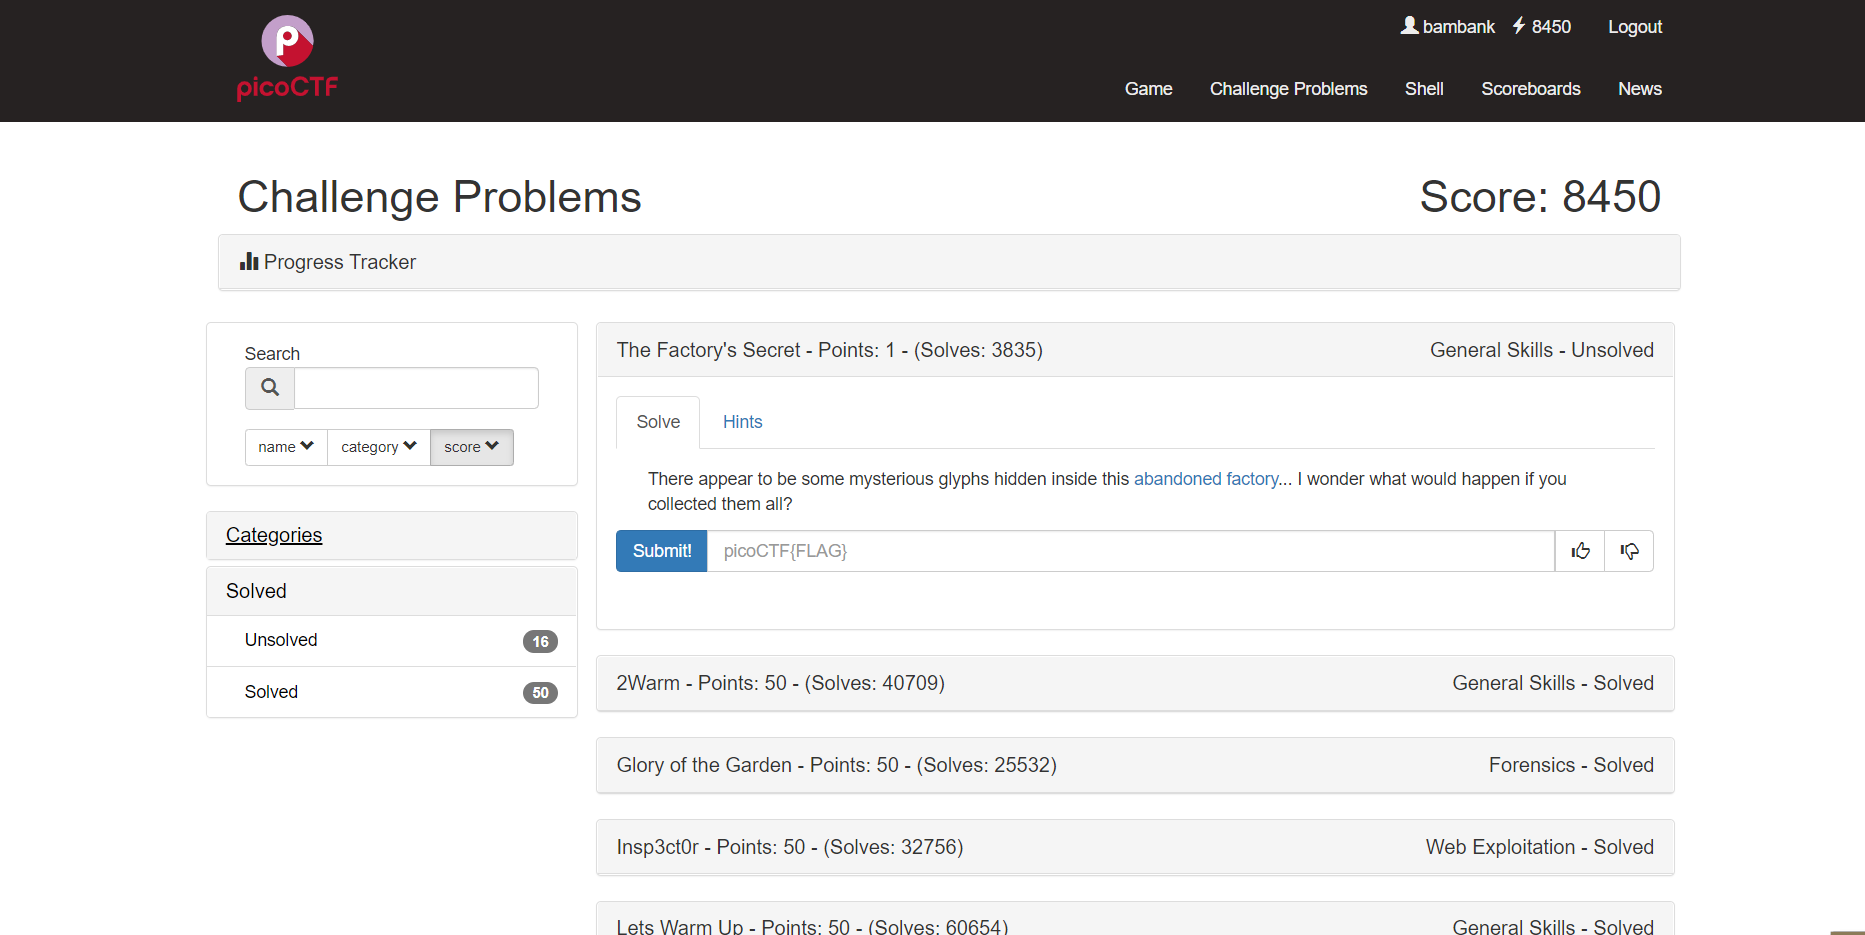 bambank 8450 Logout
P
picoCTF
Game Challenge Problems Shell Scoreboards News
Challenge Problems Score: 8450
Progress Tracker
Search
name category score
Categories
Solved
Unsolved 16
Solved 50
The Factory's Secret - Points: 1 - (Solves: 3835) General Skills - Unsolved
Solve Hints
There appear to be some mysterious glyphs hidden inside this abandoned factory... I wonder what would happen if you
collected them all?
Submit! picoCTF{FLAG}
2Warm - Points: 50 - (Solves: 40709) General Skills - Solved
Glory of the Garden - Points: 50 - (Solves: 25532) Forensics - Solved
Insp3ct0r - Points: 50 - (Solves: 32756) Web Exploitation - Solved
Lets Warm Up - Points: 50 - (Solves: 60654) General Skills - Solved